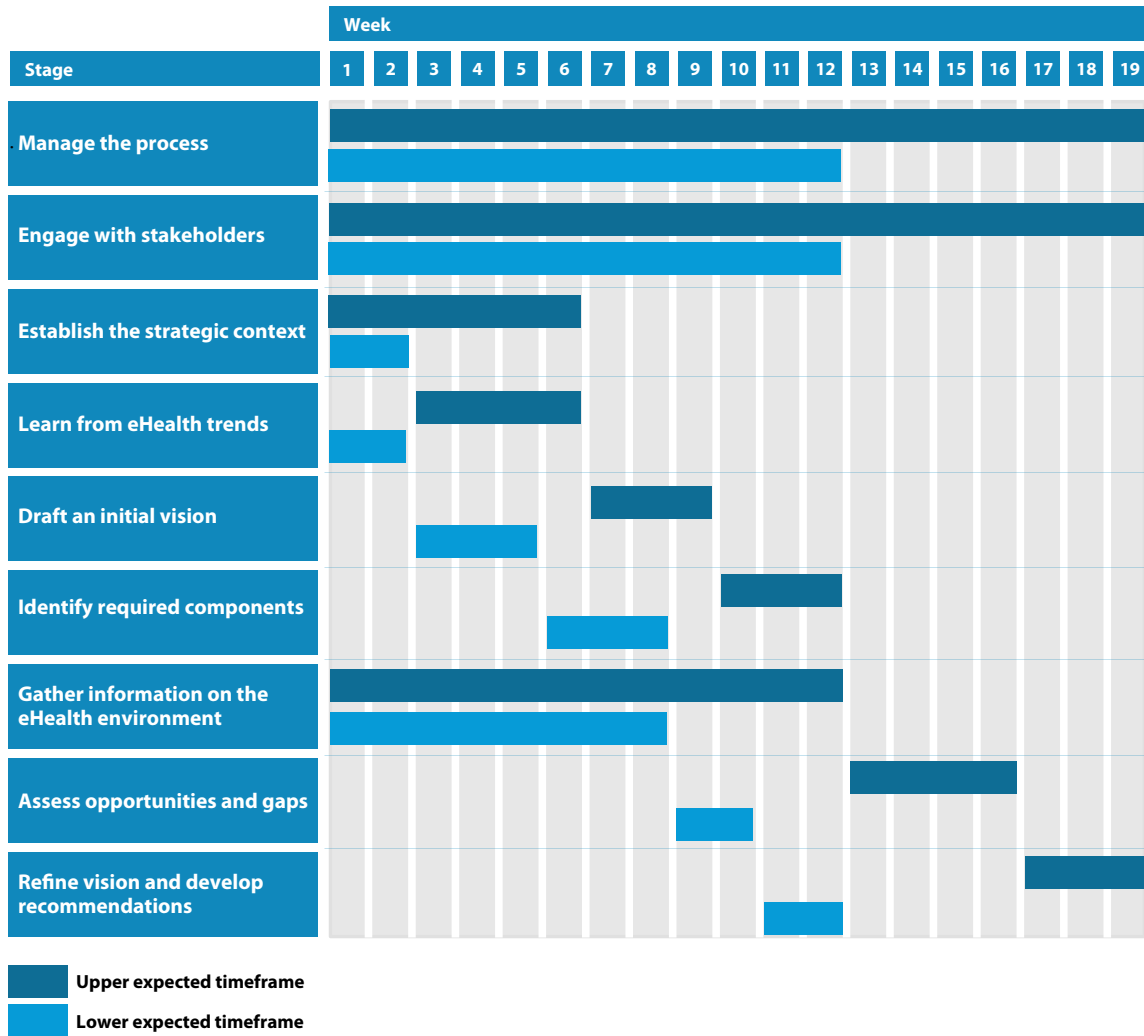 Week
Stage
1 2 3 4 5 6 7 8 9 10 11 12 13 14 15 16 17 18 19
Manage the process
Engage with stakeholders
Establish the strategic context
Learn from eHealth trends
Draft an initial vision
Identify required components
Gather information on the
eHealth environment
Assess opportunities and gaps
Refine vision and develop
recommendations
Upper expected timeframe
Lower expected timeframe